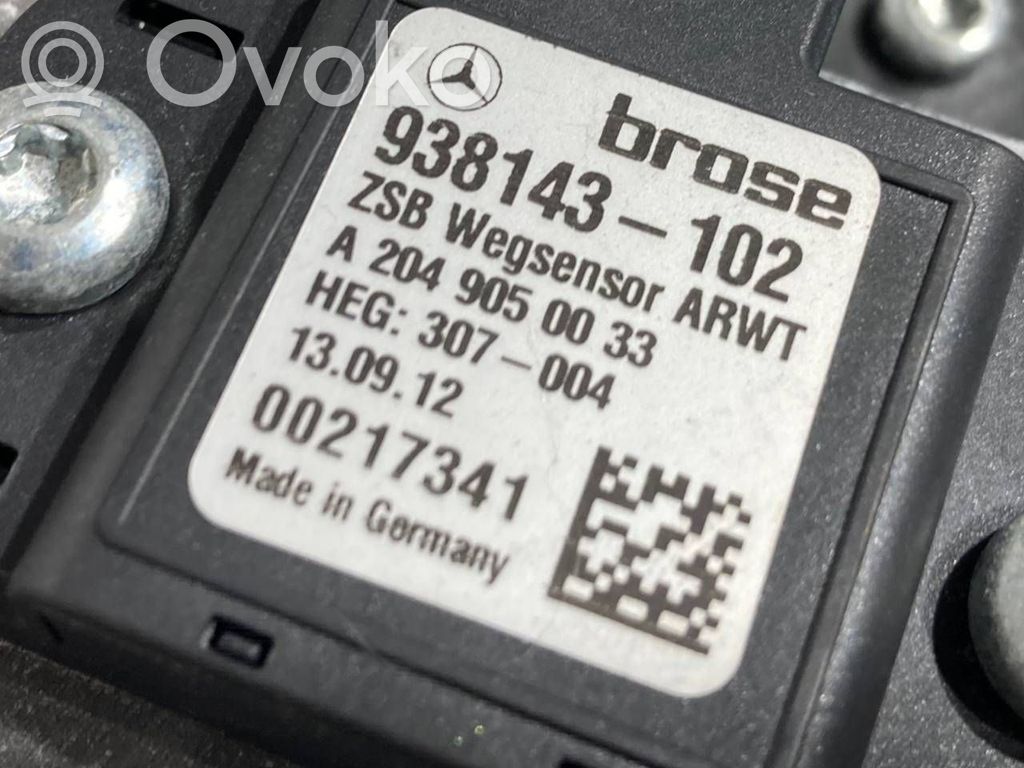 Ovoko
brose
938143-102
ZSB Wegsensor ARWT
A 204 905 00 33
HEG: 307-004
13.09.12
00217341
Made in Germany